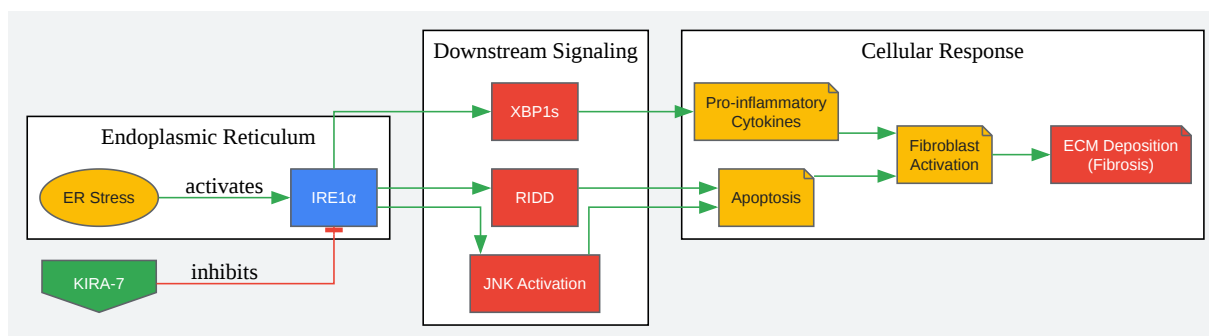 Downstream Signaling
Cellular Response
XBP1s
Pro-inflammatory
Cytokines
Endoplasmic Reticulum
Fibroblast
Activation
ECM Deposition
(Fibrosis)
ER Stress
activates
IRE1α
RIDD
Apoptosis
KIRA-7
inhibits
JNK Activation